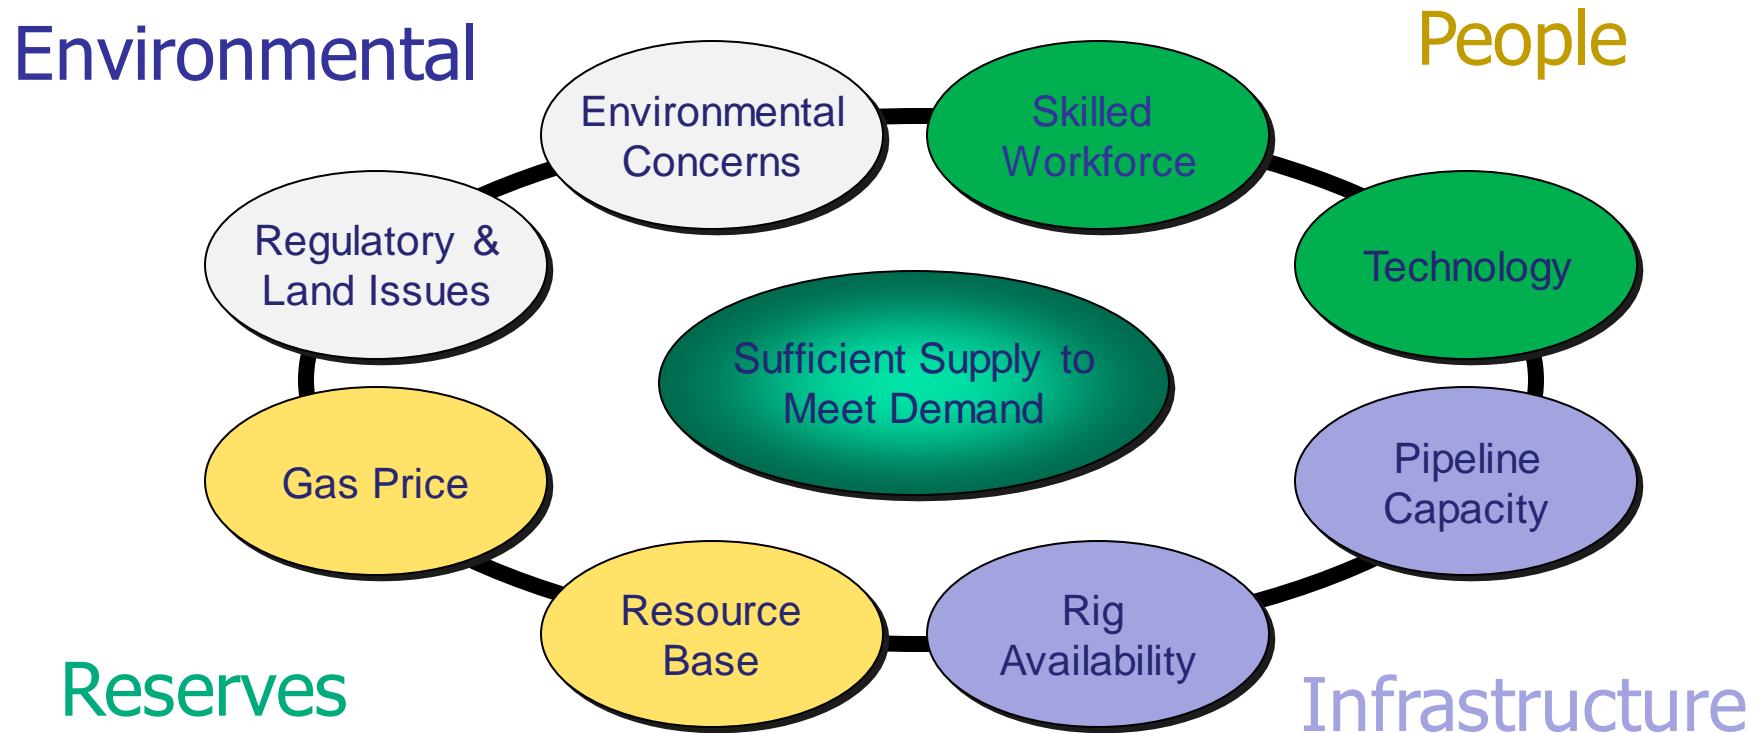 Environmental
People
Environmental
Concerns
Skilled
Workforce
Regulatory &
Land Issues
Technology
Sufficient Supply to
Meet Demand
Gas Price
Pipeline
Capacity
Resource
Base
Rig
Availability
Reserves
Infrastructure